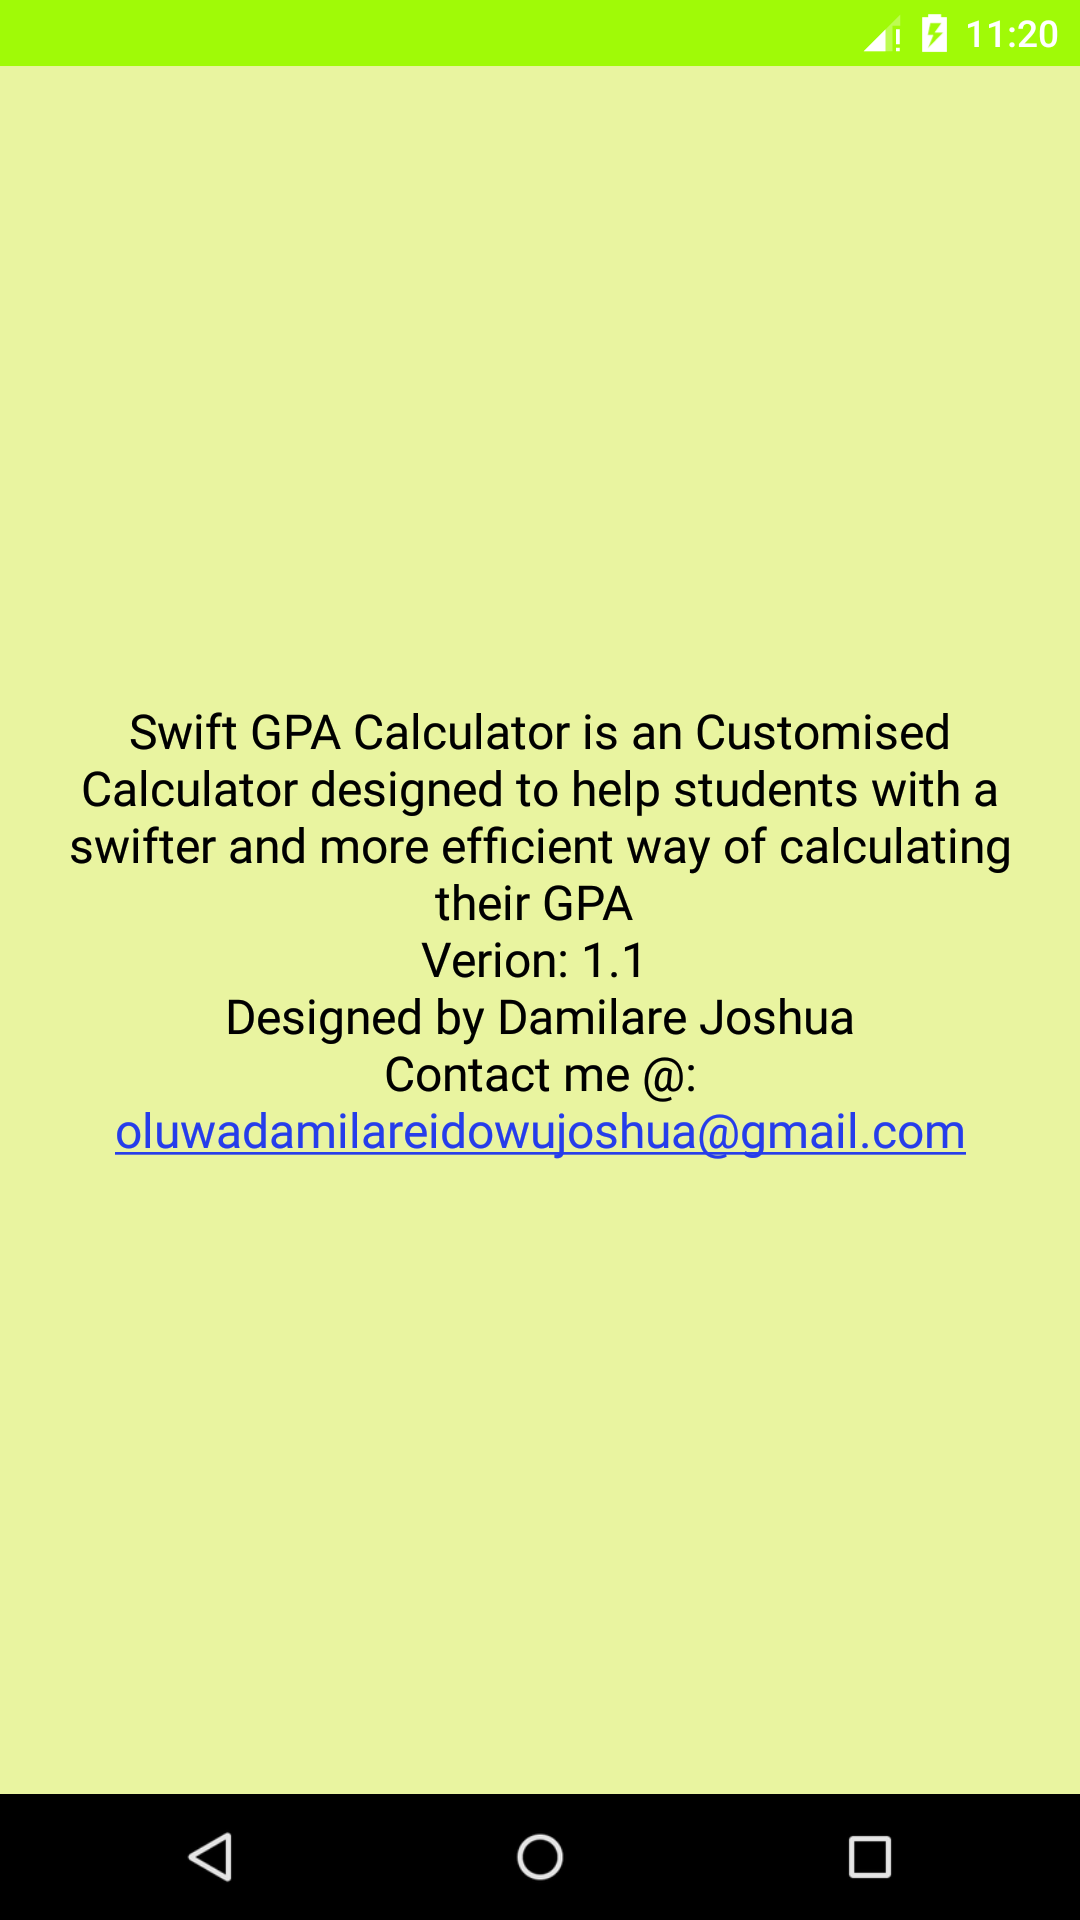 11:20
Swift GPA Calculator is an Customised
Calculator designed to help students with a
swifter and more efficient way of calculating
their GPA
Verion: 1.1
Designed by Damilare Joshua
Contact me @:
oluwadamilareidowujoshua@gmail.com